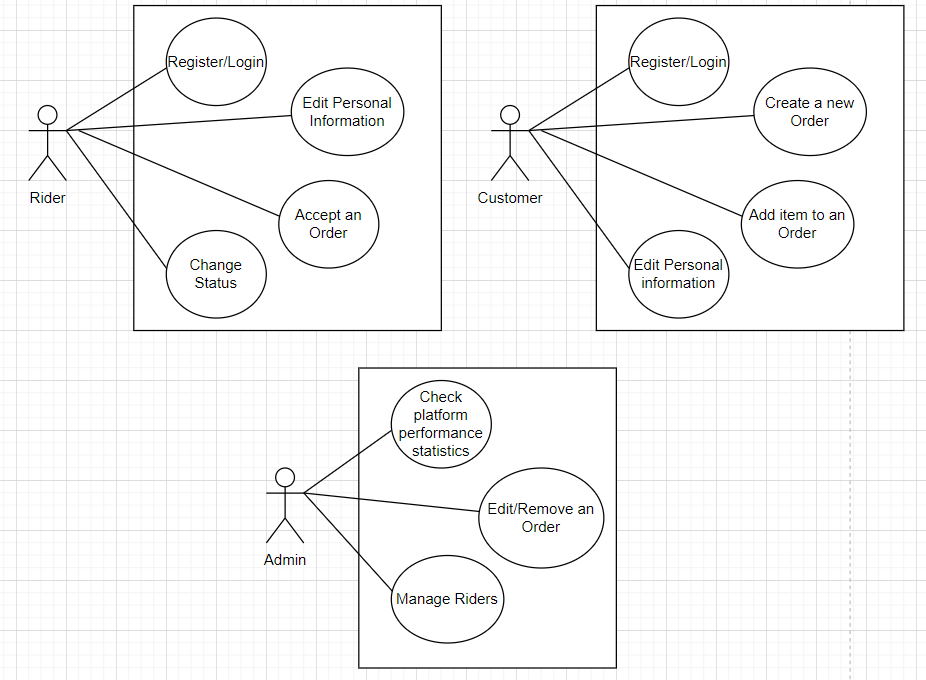 Register/Login
Edit Personal
Information
Rider
Accept an
Order
Change
Status
Register/Login
Create a new
Order
Customer
Add item to an
Order
Edit Personal
information
Check
platform
performance
statistics
Edit/Remove an
Order
Admin
Manage Riders